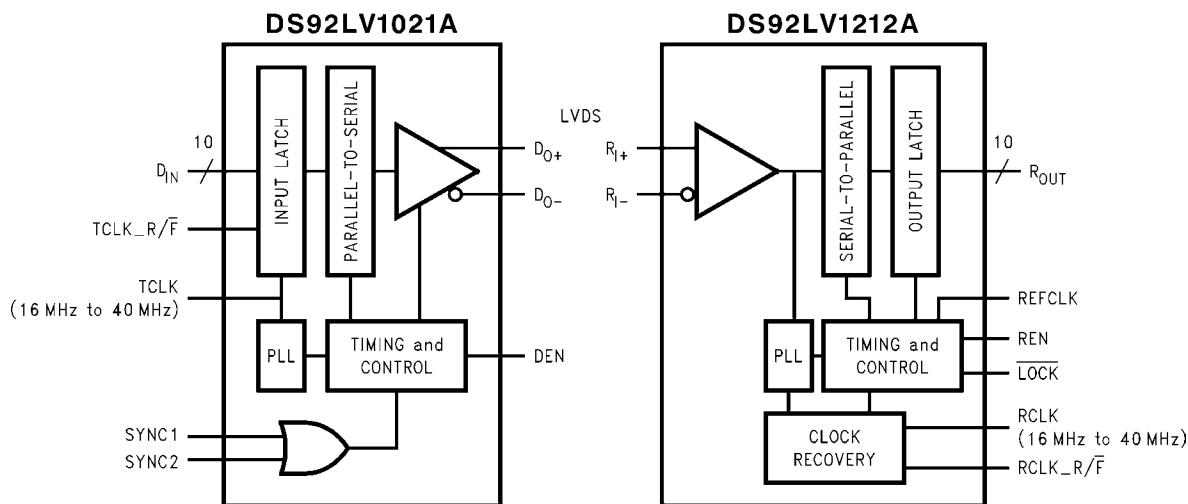 DS92LV1021A
DS92LV1212A
LVDS
10
D_IN
INPUT LATCH
PARALLEL-TO-SERIAL
D_O+
D_O-
TCLK_R/F̅
TCLK
(16 MHz to 40 MHz)
PLL
TIMING and
CONTROL
DEN
SYNC1
SYNC2
R_I+
R_I-
SERIAL-TO-PARALLEL
OUTPUT LATCH
10
R_OUT
REFCLK
PLL
TIMING and
CONTROL
REN
L̅O̅C̅K̅
CLOCK
RECOVERY
RCLK
(16 MHz to 40 MHz)
RCLK_R/F̅